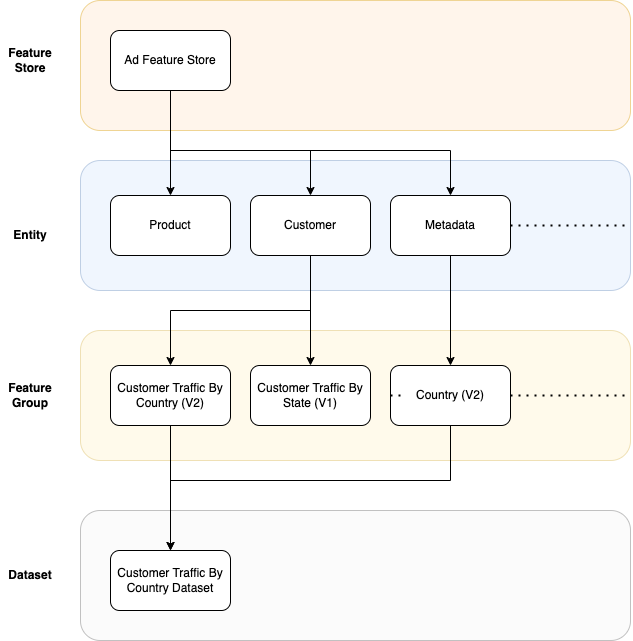 Feature
Store
Ad Feature Store
Entity
Product
Customer
Metadata
Feature
Group
Customer Traffic By
Country (V2)
Customer Traffic By
State (V1)
Country (V2)
Dataset
Customer Traffic By
Country Dataset